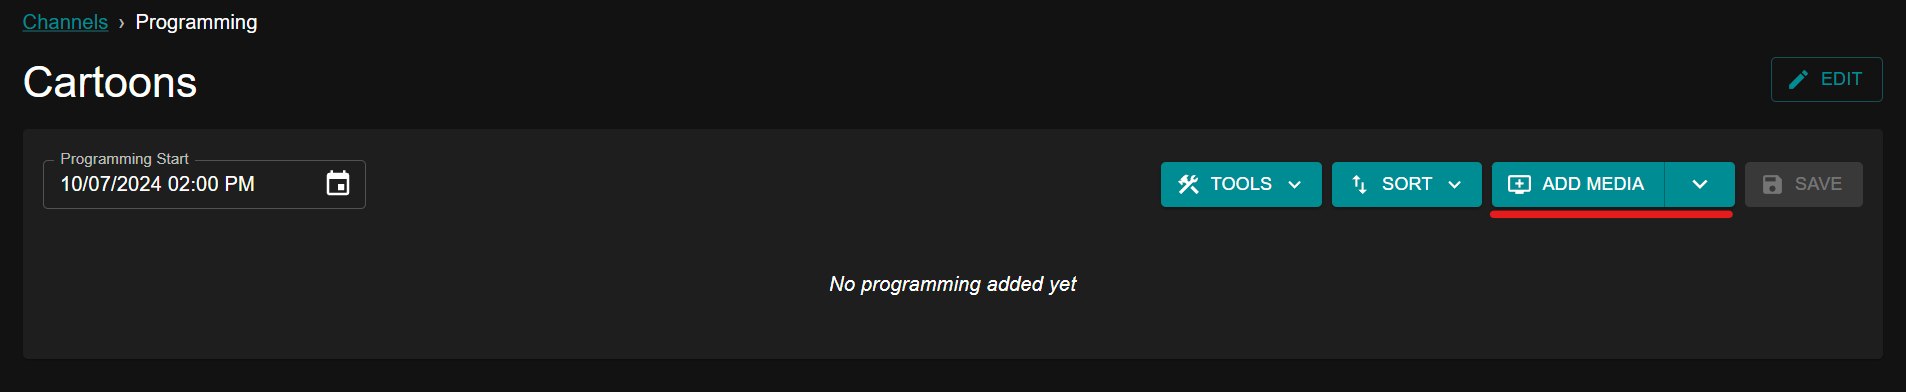 Channels › Programming
Cartoons
EDIT
Programming Start
10/07/2024 02:00 PM
TOOLS
SORT
ADD MEDIA
SAVE
No programming added yet